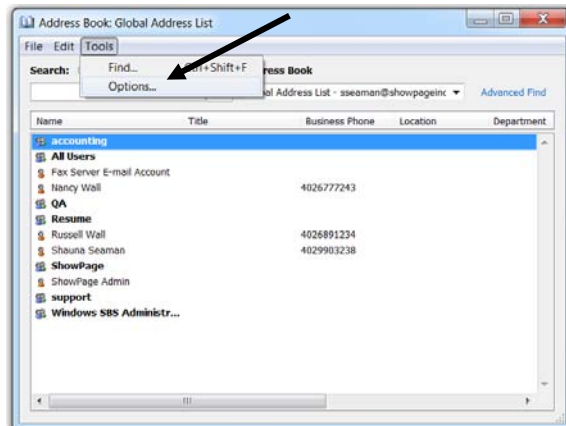 Address Book: Global Address List
File Edit Tools
Find... Ctrl+Shift+F
Options...
Search: ress Book
al Address List - sseaman@showpageinc Advanced Find
Name Title Business Phone Location Department
accounting
All Users
Fax Server E-mail Account
Nancy Wall 4026777243
QA
Resume
Russell Wall 4026891234
Shauna Seaman 4029903238
ShowPage
ShowPage Admin
support
Windows SBS Administr...